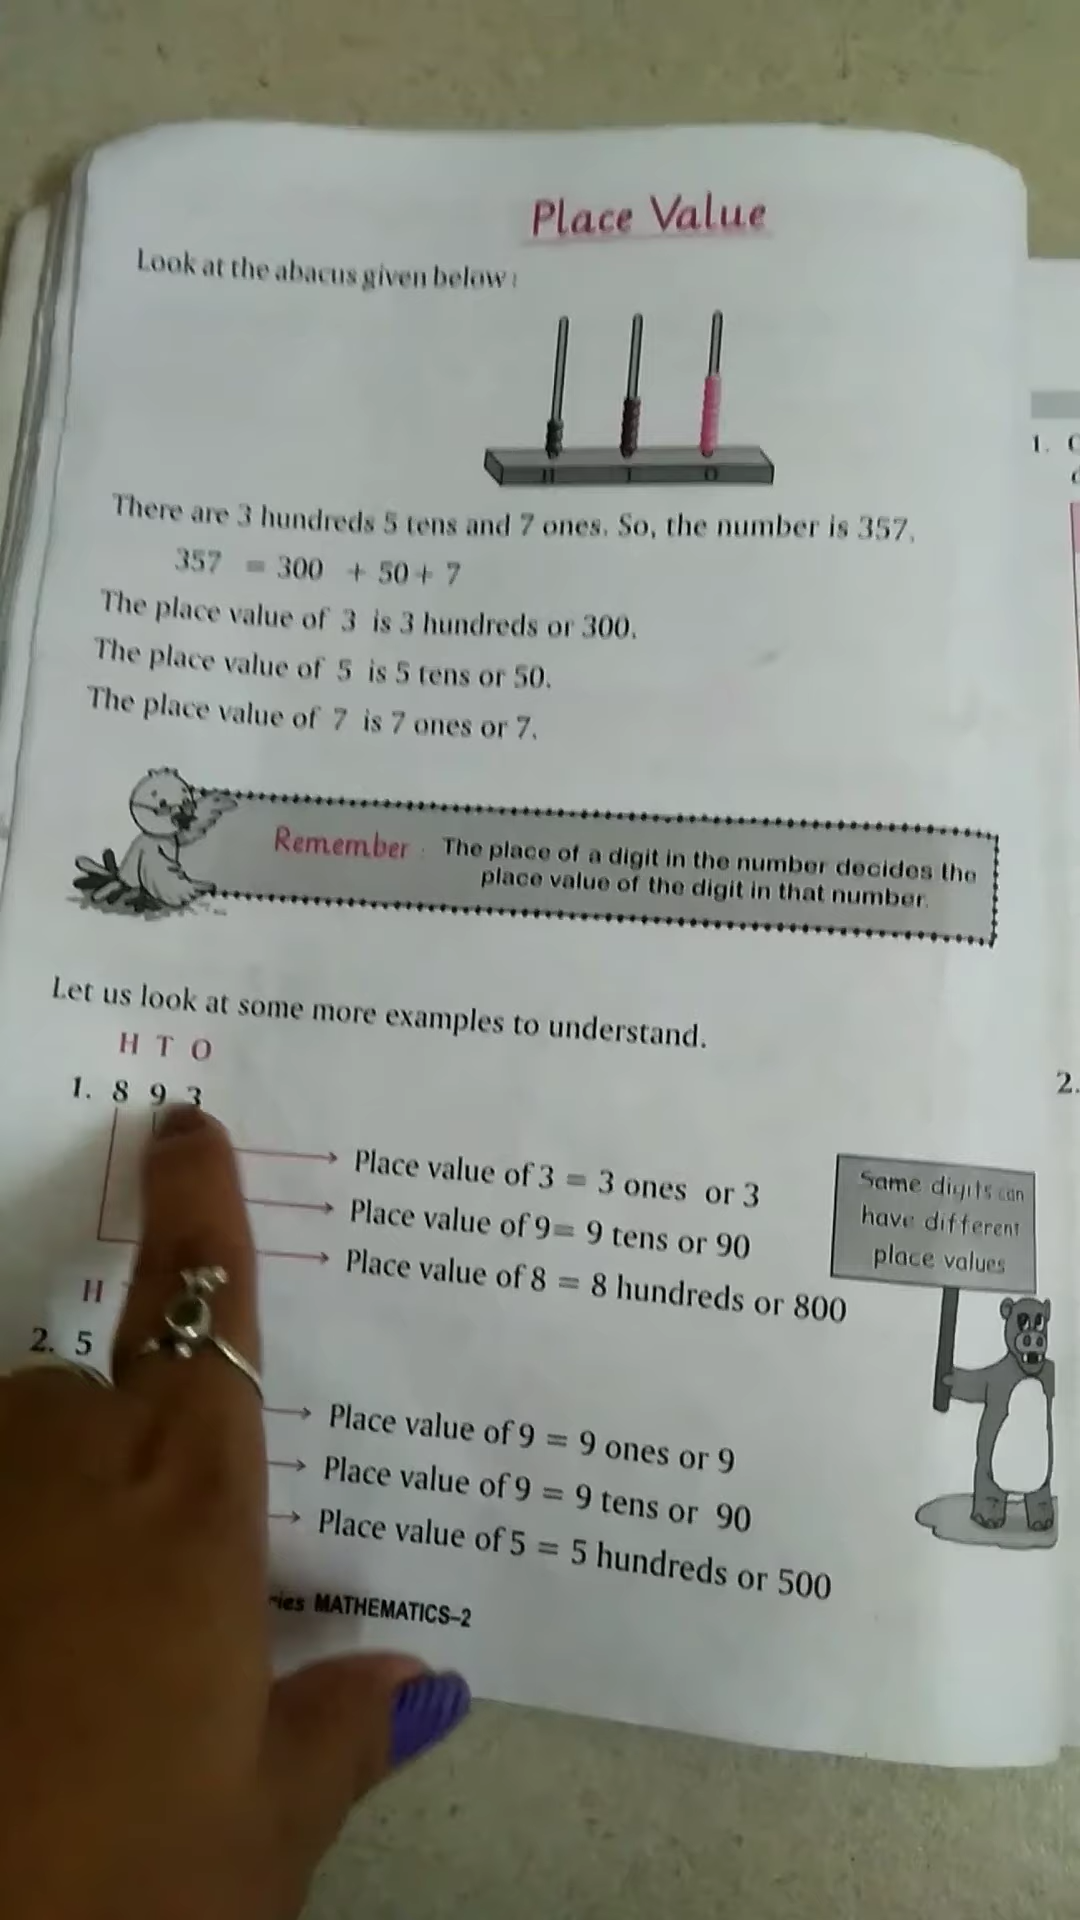 Place Value
Look at the abacus given below :
H T O
There are 3 hundreds 5 tens and 7 ones. So, the number is 357.
357 = 300 + 50 + 7
The place value of 3 is 3 hundreds or 300.
The place value of 5 is 5 tens or 50.
The place value of 7 is 7 ones or 7.
Remember : The place of a digit in the number decides the
place value of the digit in that number.
Let us look at some more examples to understand.
H T O
1. 8 9 3
Place value of 3 = 3 ones or 3
Place value of 9 = 9 tens or 90
Place value of 8 = 8 hundreds or 800
Same digits can
have different
place values
H
2. 5
Place value of 9 = 9 ones or 9
Place value of 9 = 9 tens or 90
Place value of 5 = 5 hundreds or 500
MATHEMATICS–2
1.
2.